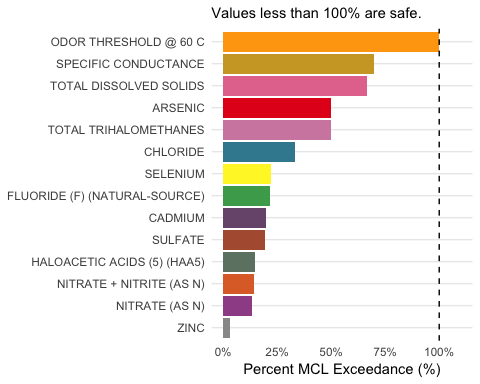 Values less than 100% are safe.
ODOR THRESHOLD @ 60 C
SPECIFIC CONDUCTANCE
TOTAL DISSOLVED SOLIDS
ARSENIC
TOTAL TRIHALOMETHANES
CHLORIDE
SELENIUM
FLUORIDE (F) (NATURAL-SOURCE)
CADMIUM
SULFATE
HALOACETIC ACIDS (5) (HAA5)
NITRATE + NITRITE (AS N)
NITRATE (AS N)
ZINC
0% 25% 50% 75% 100%
Percent MCL Exceedance (%)